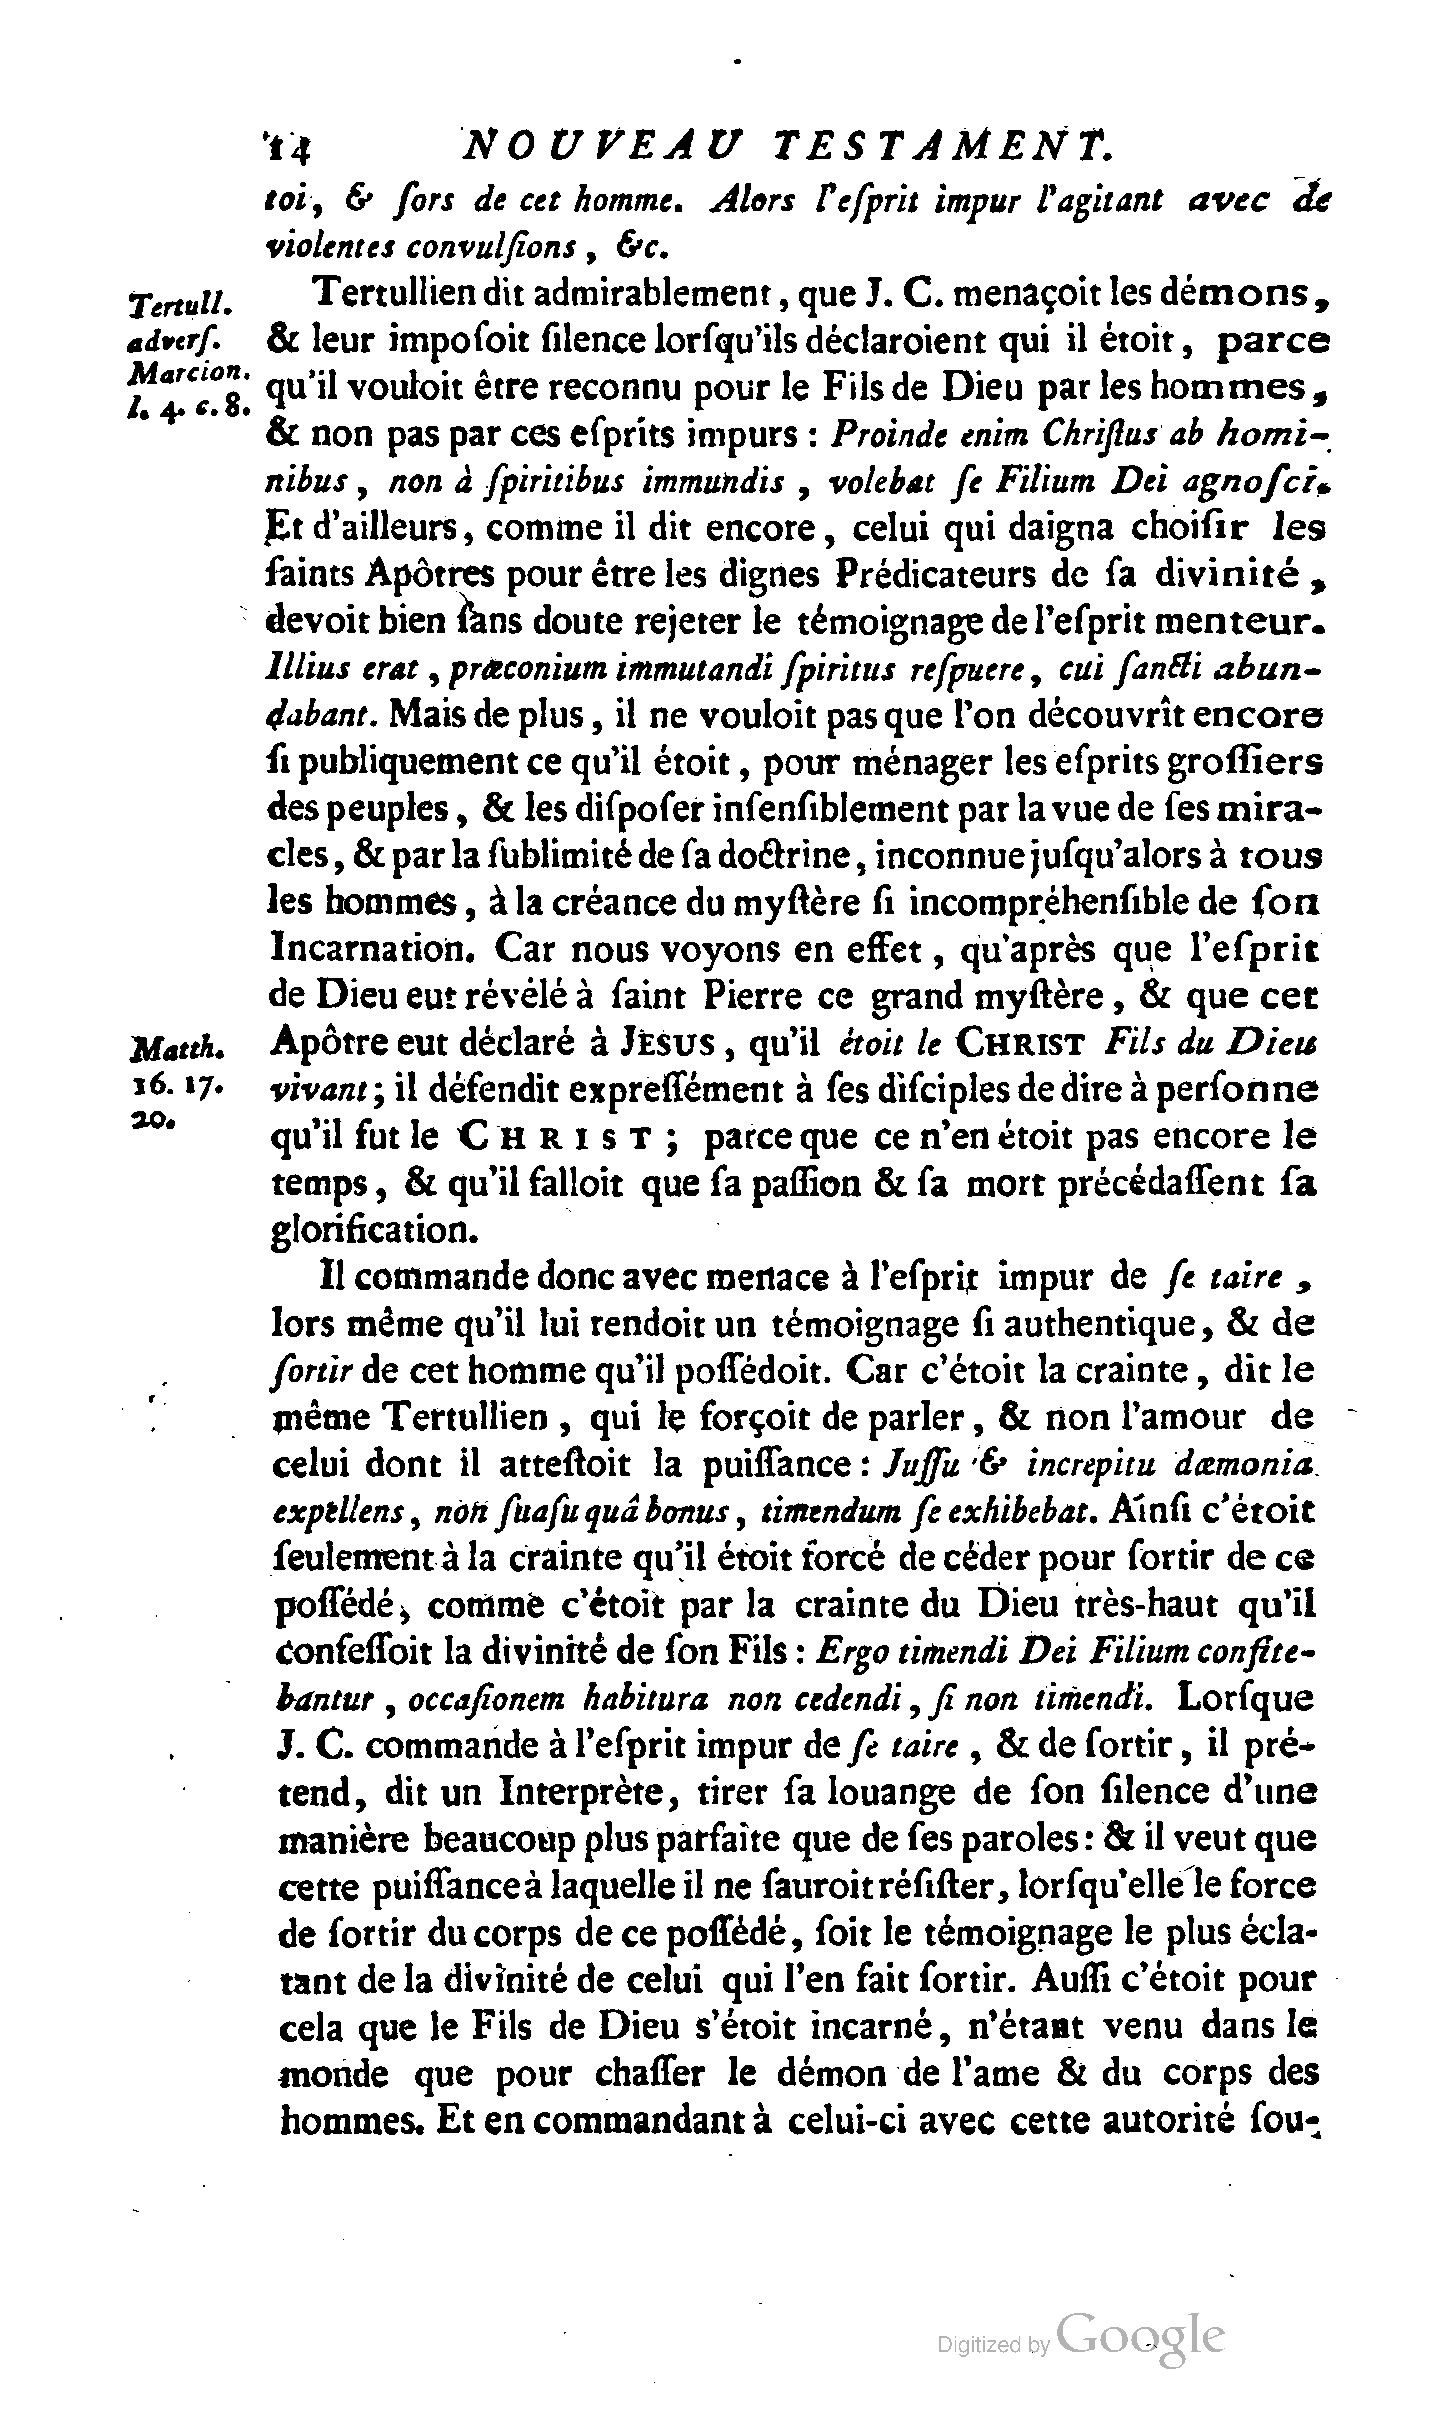 14 NOUVEAU TESTAMENT.
toi, & ſors de cet homme. Alors l'eſprit impur l'agitant avec de
violentes convulſions, &c.
Tertullien dit admirablement, que J. C. menaçoit les démons,
Tertull.
adverſ.
Marcion.
l. 4. c. 8.
& leur impoſoit ſilence lorſqu'ils déclaroient qui il étoit, parce
qu'il vouloit être reconnu pour le Fils de Dieu par les hommes,
& non pas par ces eſprits impurs : Proinde enim Chriſtus ab homi-
nibus, non à ſpiritibus immundis, volebat ſe Filium Dei agnoſci.
Et d'ailleurs, comme il dit encore, celui qui daigna choiſir les
ſaints Apôtres pour être les dignes Prédicateurs de ſa divinité,
devoit bien ſans doute rejeter le témoignage de l'eſprit menteur.
Illius erat, præconium immutandi ſpiritus reſpuere, cui ſancti abun-
dabant. Mais de plus, il ne vouloit pas que l'on découvrît encore
ſi publiquement ce qu'il étoit, pour ménager les eſprits groſſiers
des peuples, & les diſpoſer inſenſiblement par la vue de ſes mira-
cles, & par la ſublimité de ſa doctrine, inconnue juſqu'alors à tous
les hommes, à la créance du myſtère ſi incompréhenſible de ſon
Incarnation. Car nous voyons en effet, qu'après que l'eſprit
de Dieu eut révélé à ſaint Pierre ce grand myſtère, & que cet
Matth.
16. 17.
20.
Apôtre eut déclaré à JESUS, qu'il étoit le CHRIST Fils du Dieu
vivant; il défendit expreſſément à ſes diſciples de dire à perſonne
qu'il fut le CHRIST; parce que ce n'en étoit pas encore le
temps, & qu'il falloit que ſa paſſion & ſa mort précédaſſent ſa
glorification.
Il commande donc avec menace à l'eſprit impur de ſe taire,
lors même qu'il lui rendoit un témoignage ſi authentique, & de
ſortir de cet homme qu'il poſſédoit. Car c'étoit la crainte, dit le
même Tertullien, qui le forçoit de parler, & non l'amour de
celui dont il atteſtoit la puiſſance : Juſſu & increpitu dæmonia
expellens, non ſuaſu quâ bonus, timendum ſe exhibebat. Ainſi c'étoit
ſeulement à la crainte qu'il étoit forcé de céder pour ſortir de ce
poſſédé, comme c'étoit par la crainte du Dieu très-haut qu'il
confeſſoit la divinité de ſon Fils : Ergo timendi Dei Filium confite-
bantur, occaſionem habitura non cedendi, ſi non timendi. Lorſque
J. C. commande à l'eſprit impur de ſe taire, & de ſortir, il pré-
tend, dit un Interprète, tirer ſa louange de ſon ſilence d'une
manière beaucoup plus parfaite que de ſes paroles : & il veut que
cette puiſſance à laquelle il ne ſauroit réſiſter, lorſqu'elle le force
de ſortir du corps de ce poſſédé, ſoit le témoignage le plus écla-
tant de la divinité de celui qui l'en fait ſortir. Auſſi c'étoit pour
cela que le Fils de Dieu s'étoit incarné, n'étant venu dans le
monde que pour chaſſer le démon de l'ame & du corps des
hommes. Et en commandant à celui-ci avec cette autorité ſou-
Digitized by Google